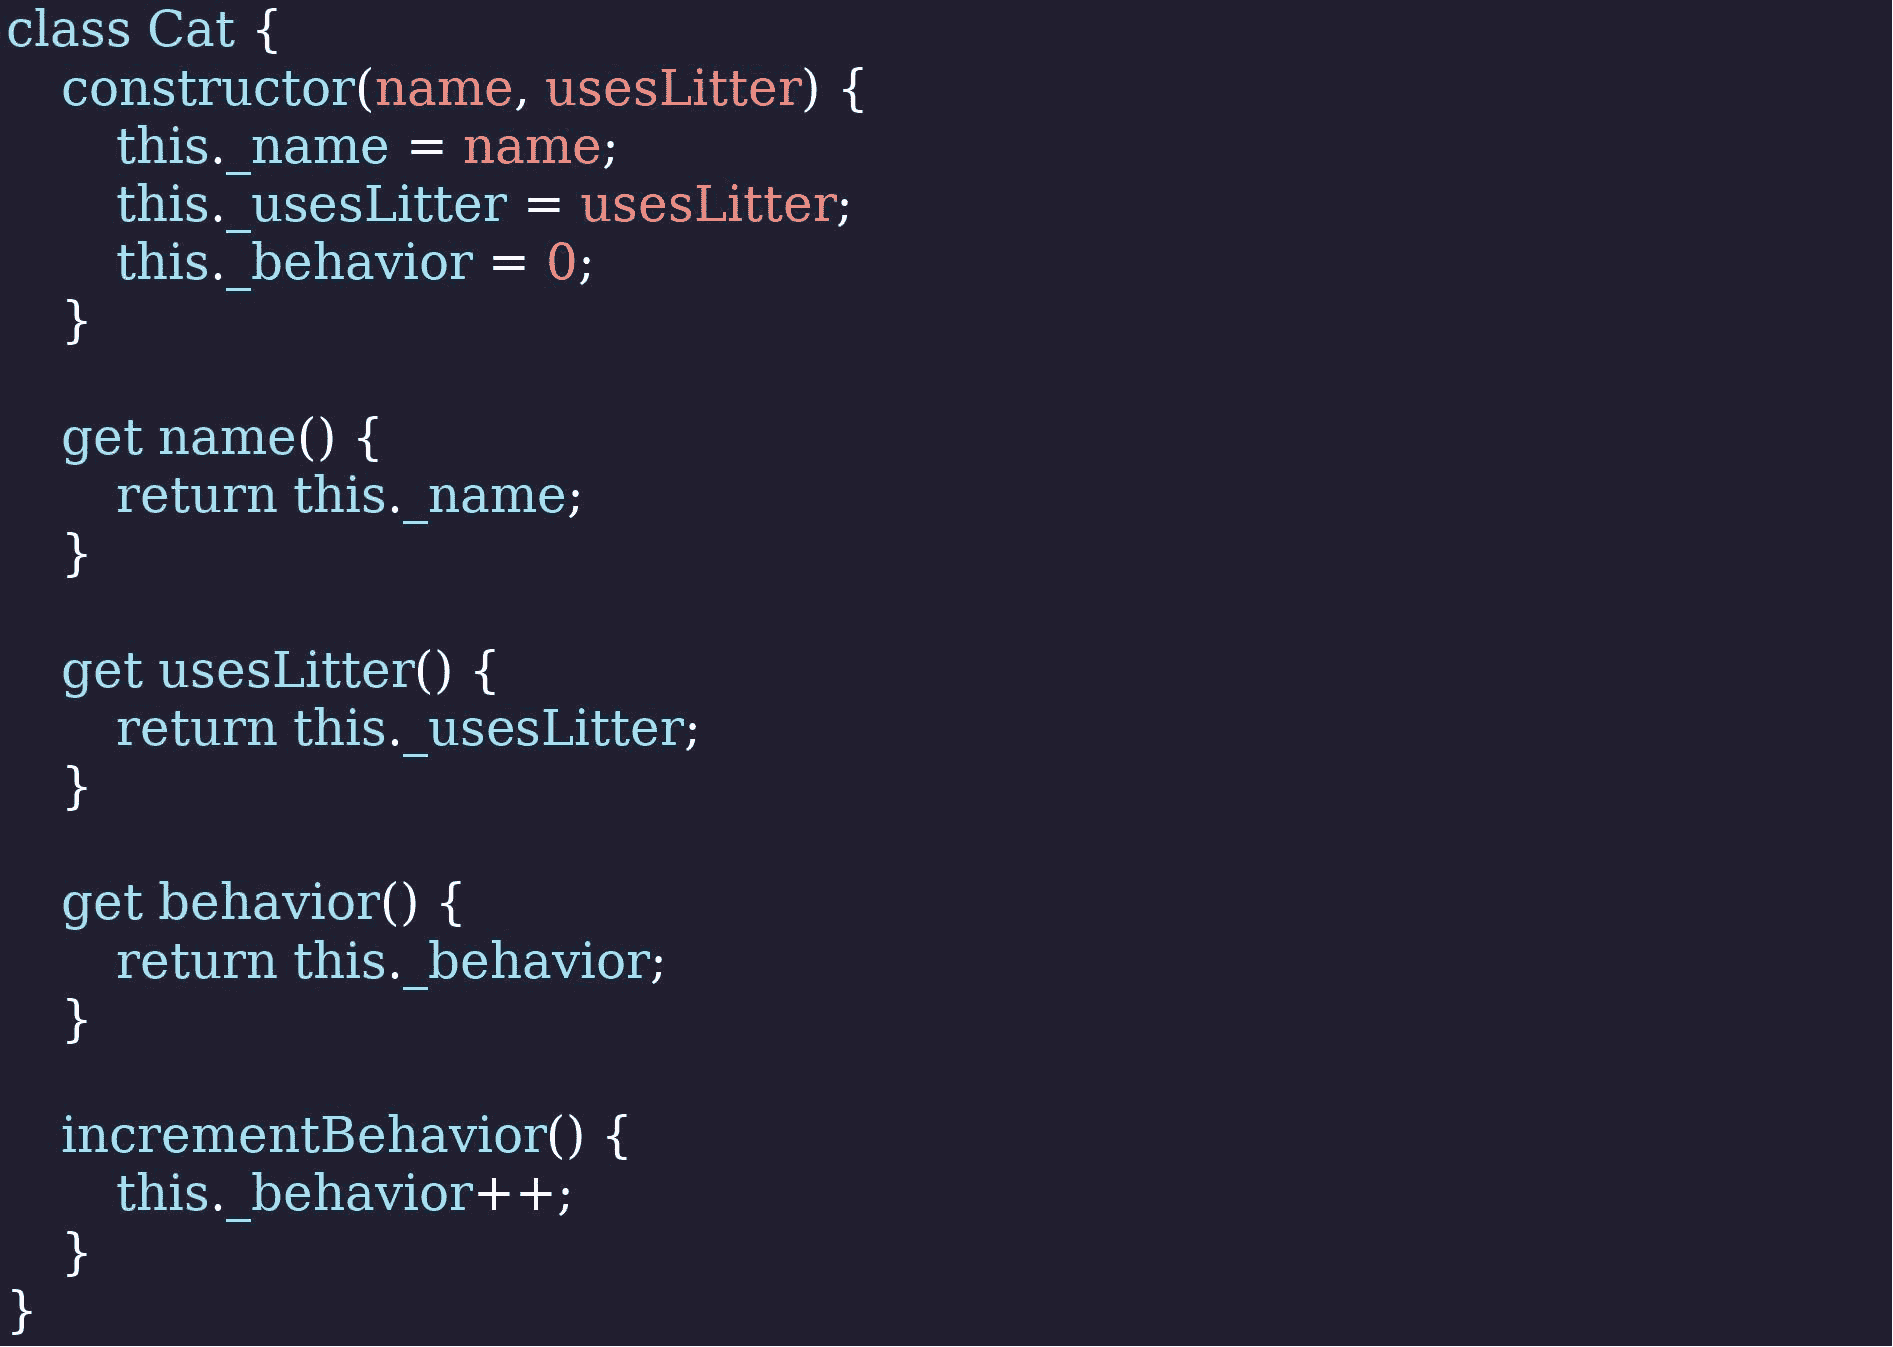 class Cat {
    constructor(name, usesLitter) {
        this._name = name;
        this._usesLitter = usesLitter;
        this._behavior = 0;
    }

    get name() {
        return this._name;
    }

    get usesLitter() {
        return this._usesLitter;
    }

    get behavior() {
        return this._behavior;
    }

    incrementBehavior() {
        this._behavior++;
    }
}